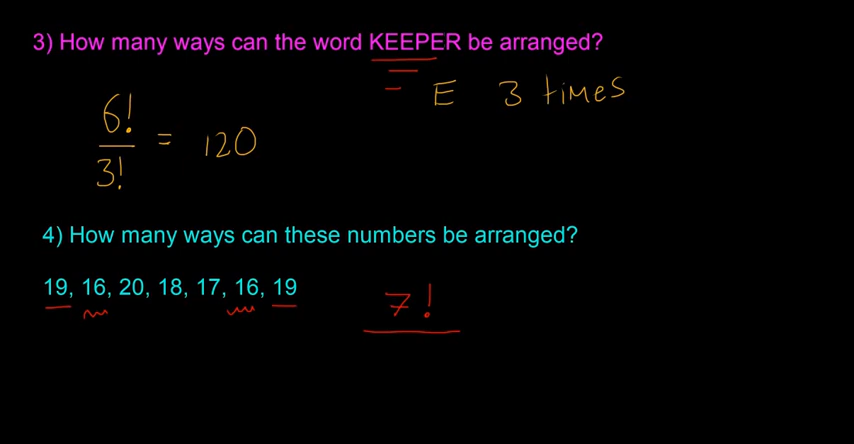 3) How many ways can the word KEEPER be arranged?
E 3 times
6!
3!
= 120
4) How many ways can these numbers be arranged?
19, 16, 20, 18, 17, 16, 19
7!